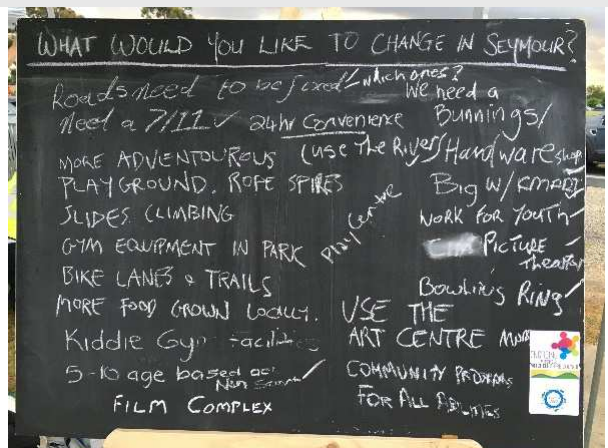 WHAT WOULD YOU LIKE TO CHANGE IN SEYMOUR?
Roads need to be fixed/ which ones?
Need a 7/11 ✓ 24hr Convenience
(use The River)
MORE ADVENTOUROUS
PLAYGROUND. ROPE SPIRES
SLIDES CLIMBING
GYM EQUIPMENT IN PARK
BIKE LANES & TRAILS
MORE FOOD GROWN LOCALLY.
Kiddie Gym Facilities
5-10 age based
FILM COMPLEX
Play Centre
We need a
Bunnings/
Hardware shop
Big W/ KMART
WORK FOR YOUTH
PICTURE
Theatre
Bowling Ring
USE THE
ART CENTRE MORE
COMMUNITY PROGRAMS
FOR ALL ABILITIES